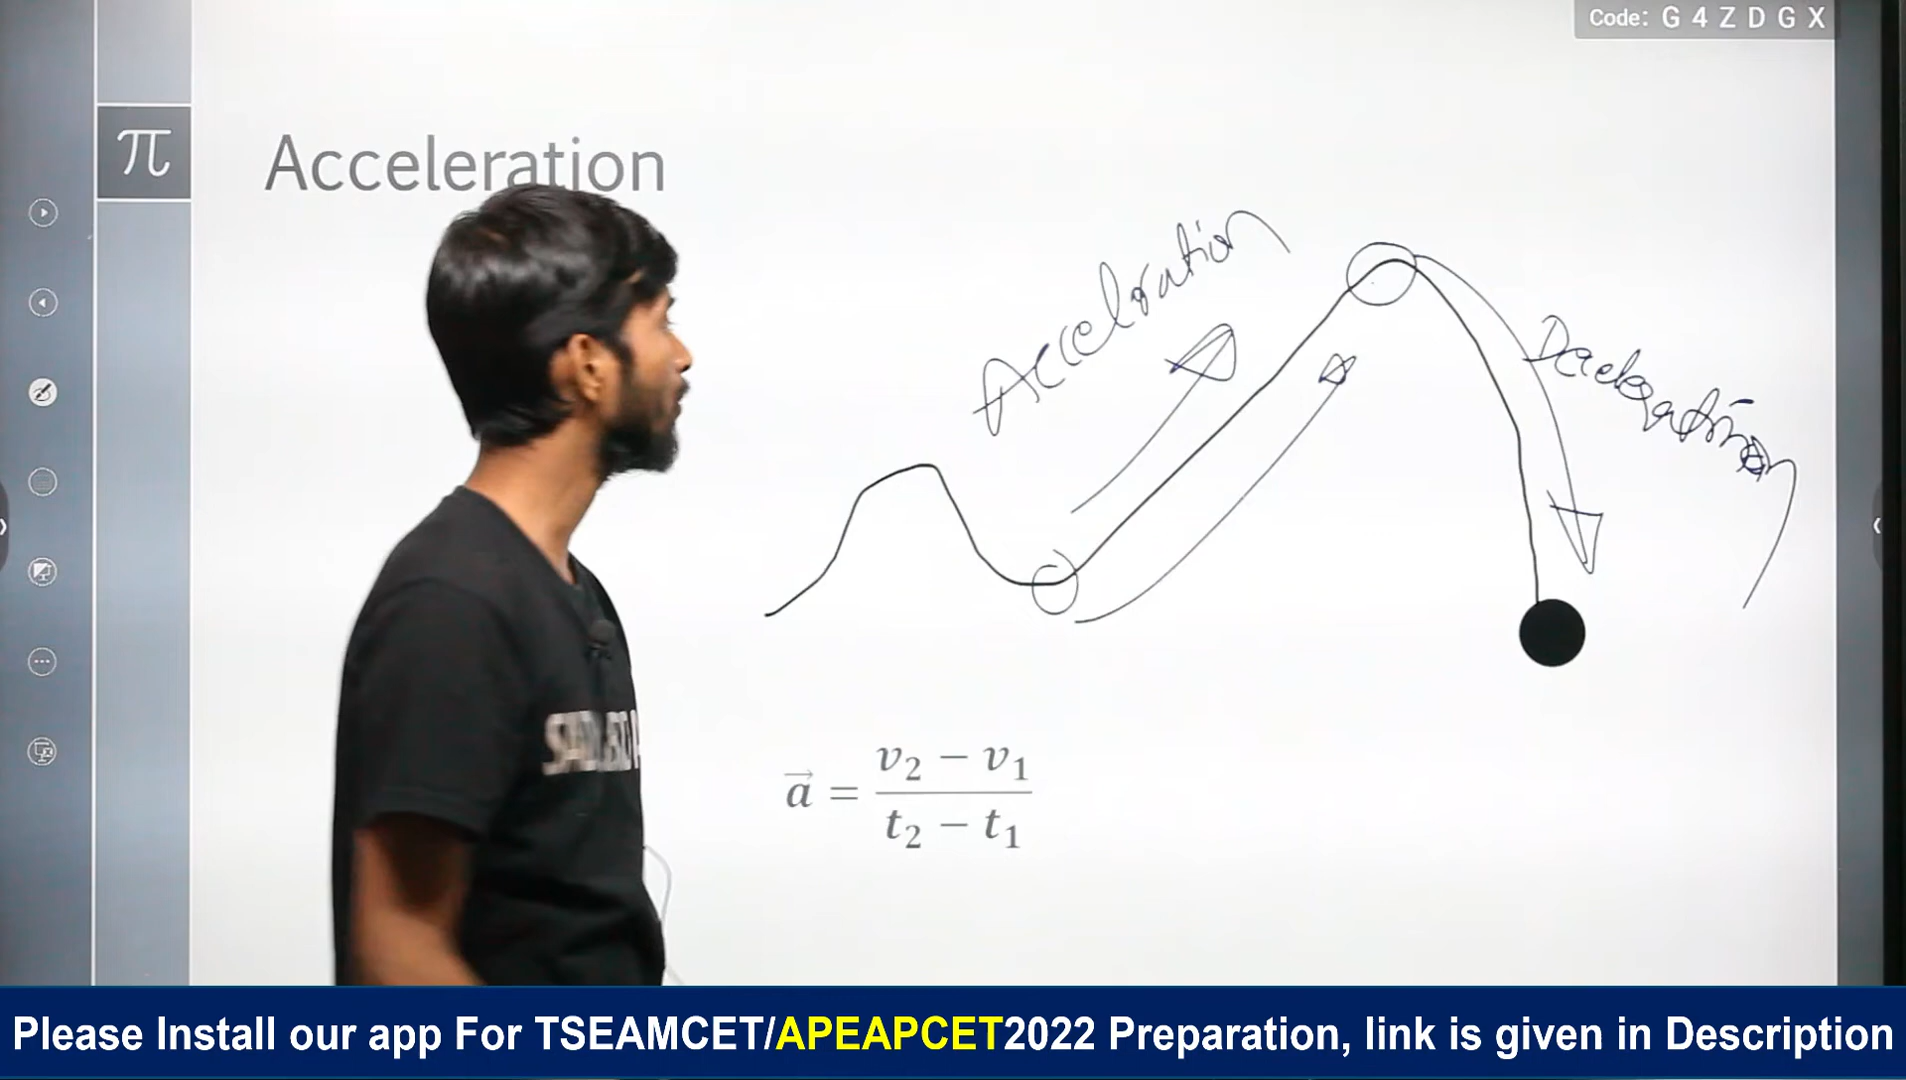 Code: G 4 Z D G X
π
Acceleration
Acceleration
Deceleration
a⃗ = (v₂ − v₁) / (t₂ − t₁)
Please Install our app For TSEAMCET/APEAPCET2022 Preparation, link is given in Description